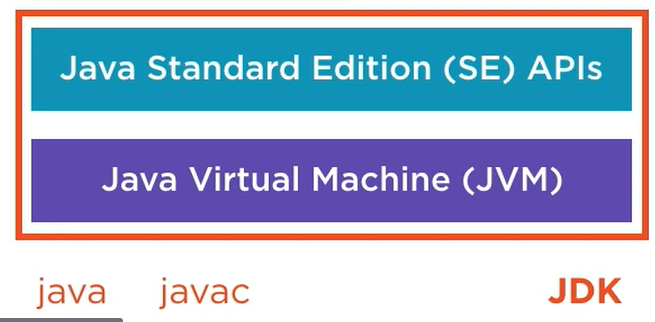 Java Standard Edition (SE) APIs
Java Virtual Machine (JVM)
java javac JDK